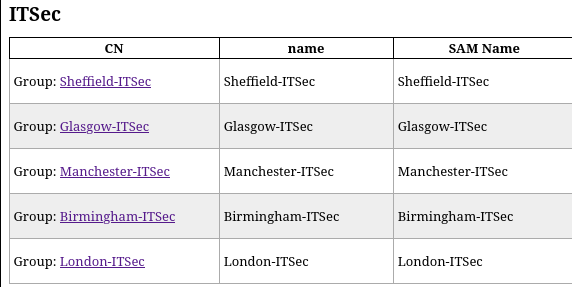 ITSec
CN name SAM Name
Group: Sheffield-ITSec Sheffield-ITSec Sheffield-ITSec
Group: Glasgow-ITSec Glasgow-ITSec Glasgow-ITSec
Group: Manchester-ITSec Manchester-ITSec Manchester-ITSec
Group: Birmingham-ITSec Birmingham-ITSec Birmingham-ITSec
Group: London-ITSec London-ITSec London-ITSec